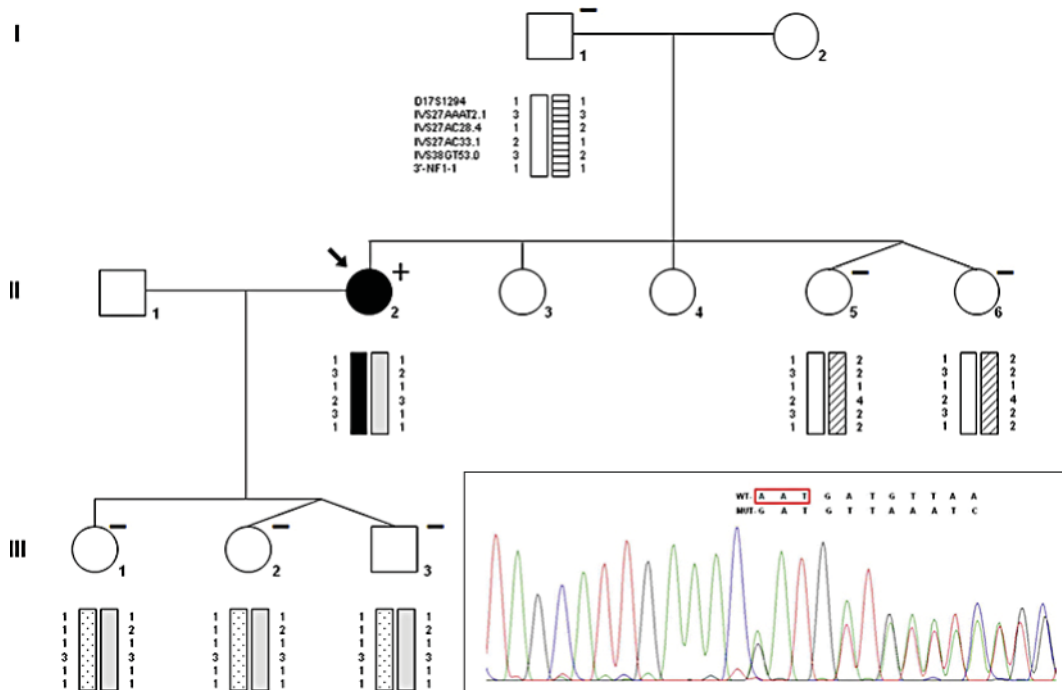 I
−
1 2
D17S1294 1 1
IVS27AAAT2.1 3 3
IVS27AC28.4 1 2
IVS27AC33.1 2 1
IVS38GT53.0 3 2
3'-NF1-1 1 1
II
+ − −
1 2 3 4 5 6
1 1 1 2 1 2
3 2 3 2 3 2
1 1 1 1 1 1
2 3 2 4 2 4
3 1 3 2 3 2
1 1 1 2 1 2
WT- A A T G A T G T T A A
MUT- G A T G T T A A A T C
III
− − −
1 2 3
1 1 1 1 1 1
1 2 1 2 1 2
1 1 1 1 1 1
3 3 3 3 3 3
1 1 1 1 1 1
1 1 1 1 1 1